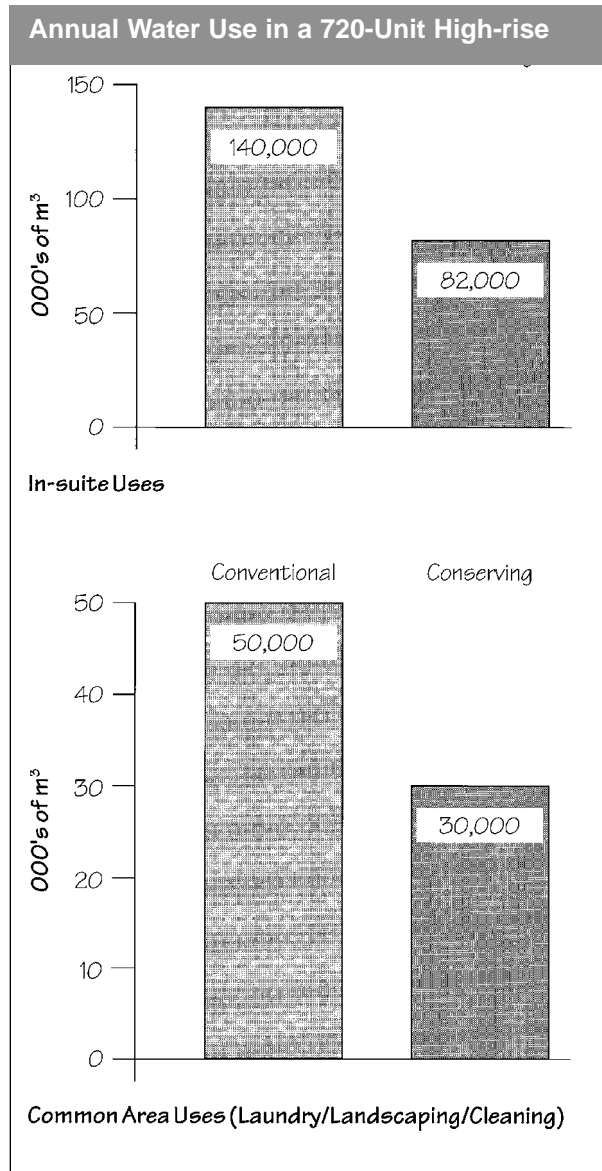 Annual Water Use in a 720-Unit High-rise
150
140,000
100
000's of m³
82,000
50
0
In-suite Uses
Conventional Conserving
50
50,000
40
000's of m³
30
30,000
20
10
0
Common Area Uses (Laundry/Landscaping/Cleaning)